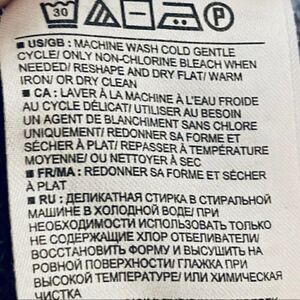 30 P
■ US/GB : MACHINE WASH COLD GENTLE
CYCLE/ ONLY NON-CHLORINE BLEACH WHEN
NEEDED/ RESHAPE AND DRY FLAT/ WARM
IRON/ OR DRY CLEAN
■ CA : LAVER À LA MACHINE À L'EAU FROIDE
AU CYCLE DÉLICAT/ UTILISER AU BESOIN
UN AGENT DE BLANCHIMENT SANS CHLORE
UNIQUEMENT/ REDONNER SA FORME ET
SÉCHER À PLAT/ REPASSER À TEMPÉRATURE
MOYENNE/ OU NETTOYER À SEC
■ FR/MA : REDONNER SA FORME ET SÉCHER
À PLAT
■ RU : ДЕЛИКАТНАЯ СТИРКА В СТИРАЛЬНОЙ
МАШИНЕ В ХОЛОДНОЙ ВОДЕ/ ПРИ
НЕОБХОДИМОСТИ ИСПОЛЬЗОВАТЬ ТОЛЬКО
НЕ СОДЕРЖАЩИЕ ХЛОР ОТБЕЛИВАТЕЛИ/
ВОССТАНОВИТЬ ФОРМУ И ВЫСУШИТЬ НА
РОВНОЙ ПОВЕРХНОСТИ/ ГЛАЖКА ПРИ
ВЫСОКОЙ ТЕМПЕРАТУРЕ/ ИЛИ ХИМИЧЕСКАЯ
ЧИСТКА